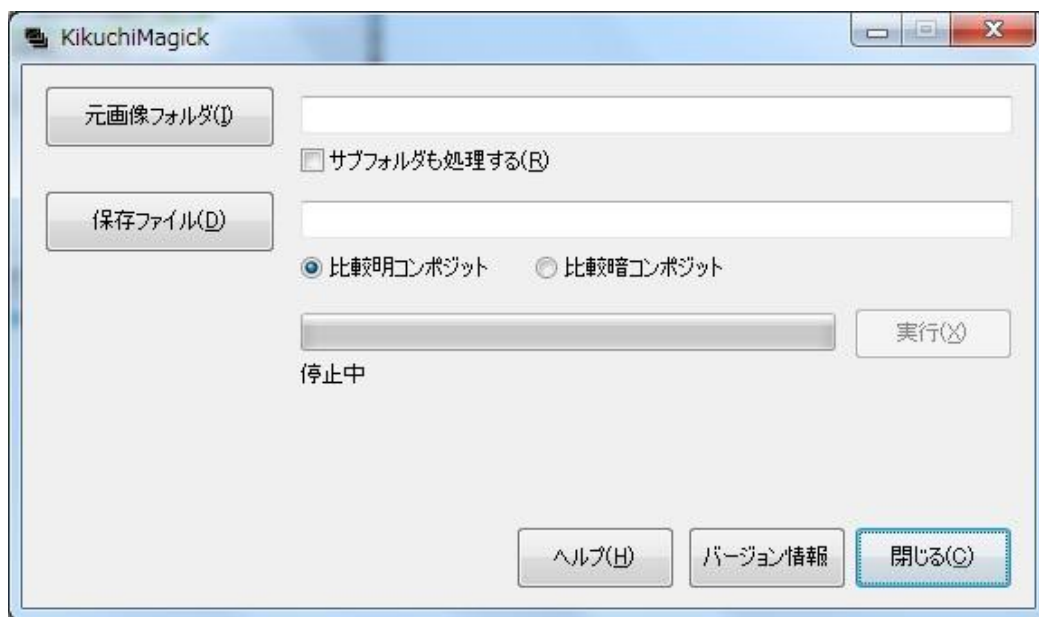 KikuchiMagick
元画像フォルダ(I)
サブフォルダも処理する(R)
保存ファイル(D)
比較明コンポジット 比較暗コンポジット
実行(X)
停止中
ヘルプ(H) バージョン情報 閉じる(C)